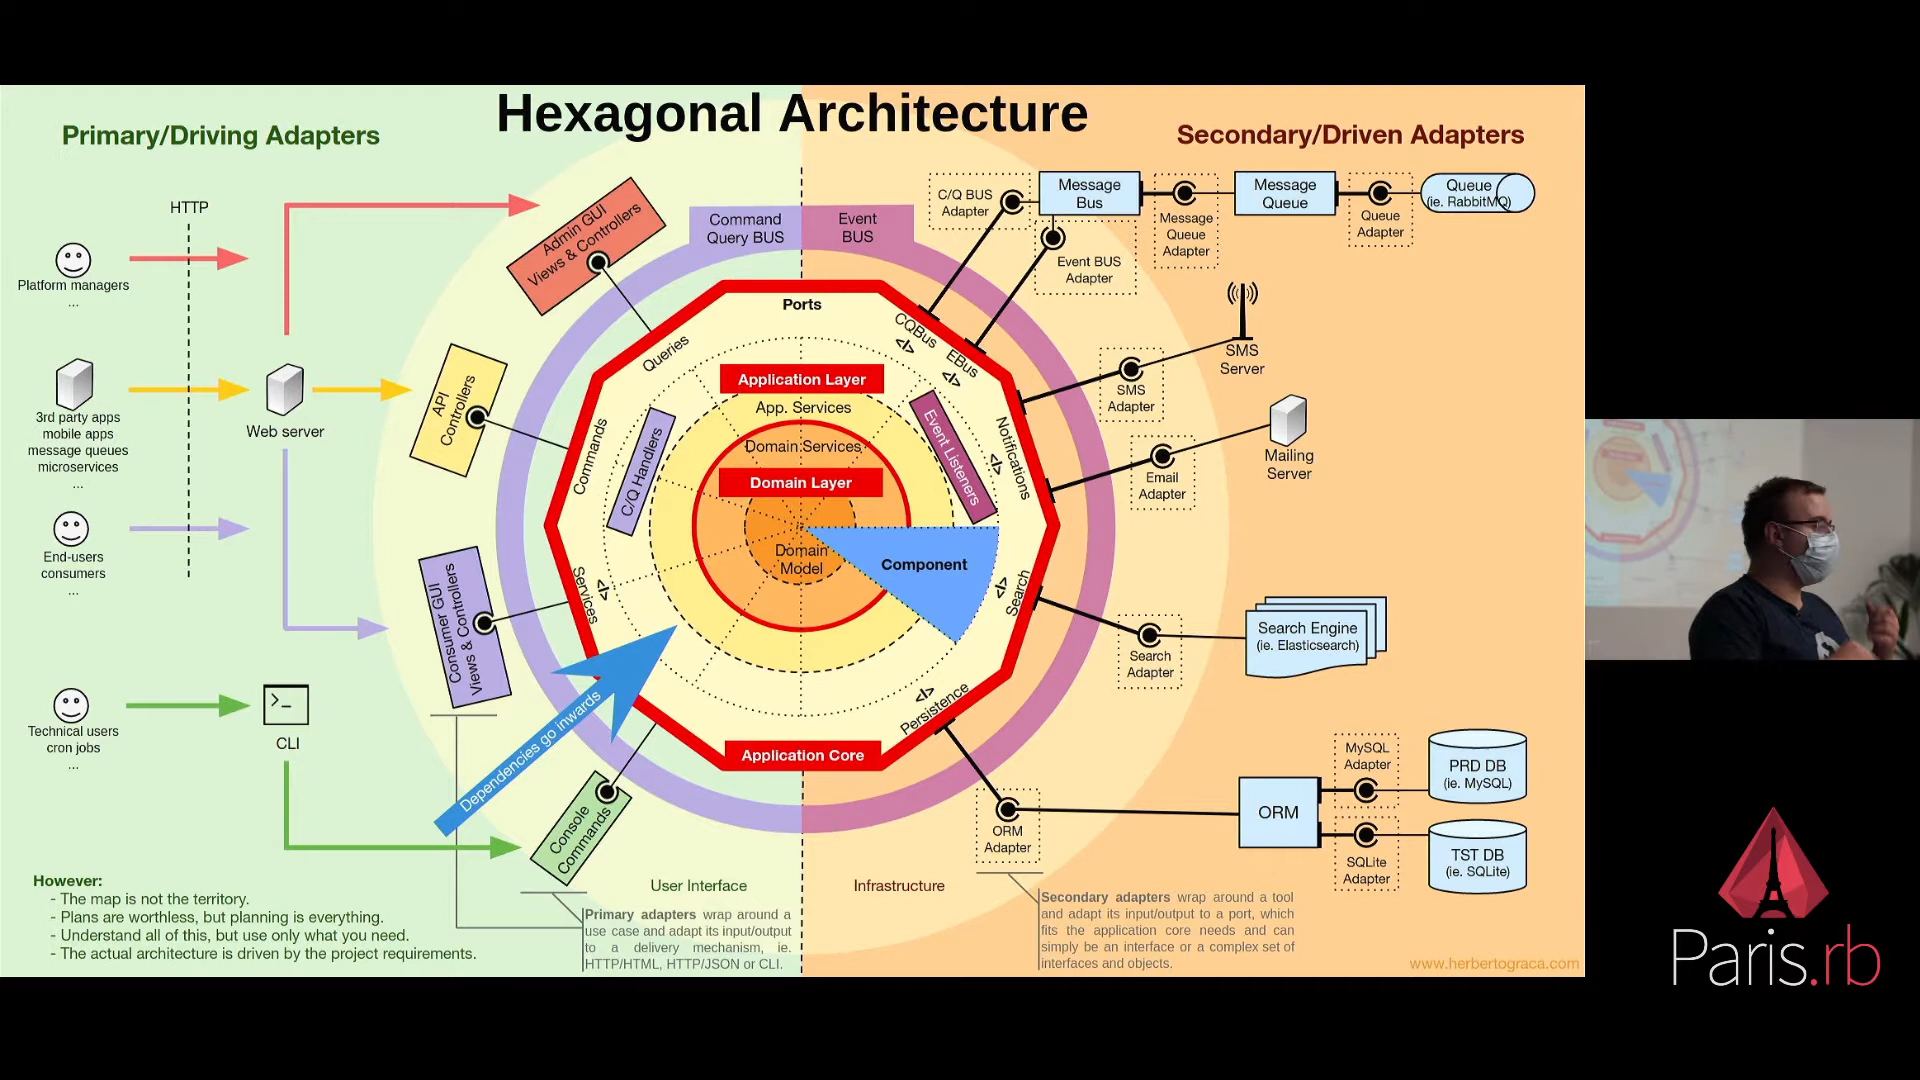 Hexagonal Architecture
Primary/Driving Adapters
Secondary/Driven Adapters
HTTP
Platform managers
...
3rd party apps
mobile apps
message queues
microservices
...
End-users
consumers
...
Technical users
cron jobs
...
Web server
CLI
Admin GUI
Views & Controllers
API
Controllers
Consumer GUI
Views & Controllers
Console
Commands
Dependencies go inwards
Command
Query BUS
Event
BUS
Ports
Queries
Commands
Services
</>
CQBus
</>
EBus
</>
Notifications
</>
Search
</>
Persistence
</>
Application Layer
App. Services
Domain Services
Domain Layer
Domain
Model
C/Q Handlers
Event Listeners
Component
Application Core
C/Q BUS
Adapter
Message
Bus
Message
Queue
Adapter
Message
Queue
Queue
Adapter
Queue
(ie. RabbitMQ)
Event BUS
Adapter
SMS
Server
SMS
Adapter
Mailing
Server
Email
Adapter
Search
Adapter
Search Engine
(ie. Elasticsearch)
ORM
Adapter
ORM
MySQL
Adapter
PRD DB
(ie. MySQL)
SQLite
Adapter
TST DB
(ie. SQLite)
User Interface
Infrastructure
However:
- The map is not the territory.
- Plans are worthless, but planning is everything.
- Understand all of this, but use only what you need.
- The actual architecture is driven by the project requirements.
Primary adapters wrap around a
use case and adapt its input/output
to a delivery mechanism, ie.
HTTP/HTML, HTTP/JSON or CLI.
Secondary adapters wrap around a tool
and adapt its input/output to a port, which
fits the application core needs and can
simply be an interface or a complex set of
interfaces and objects.
www.herbertograca.com
Paris.rb